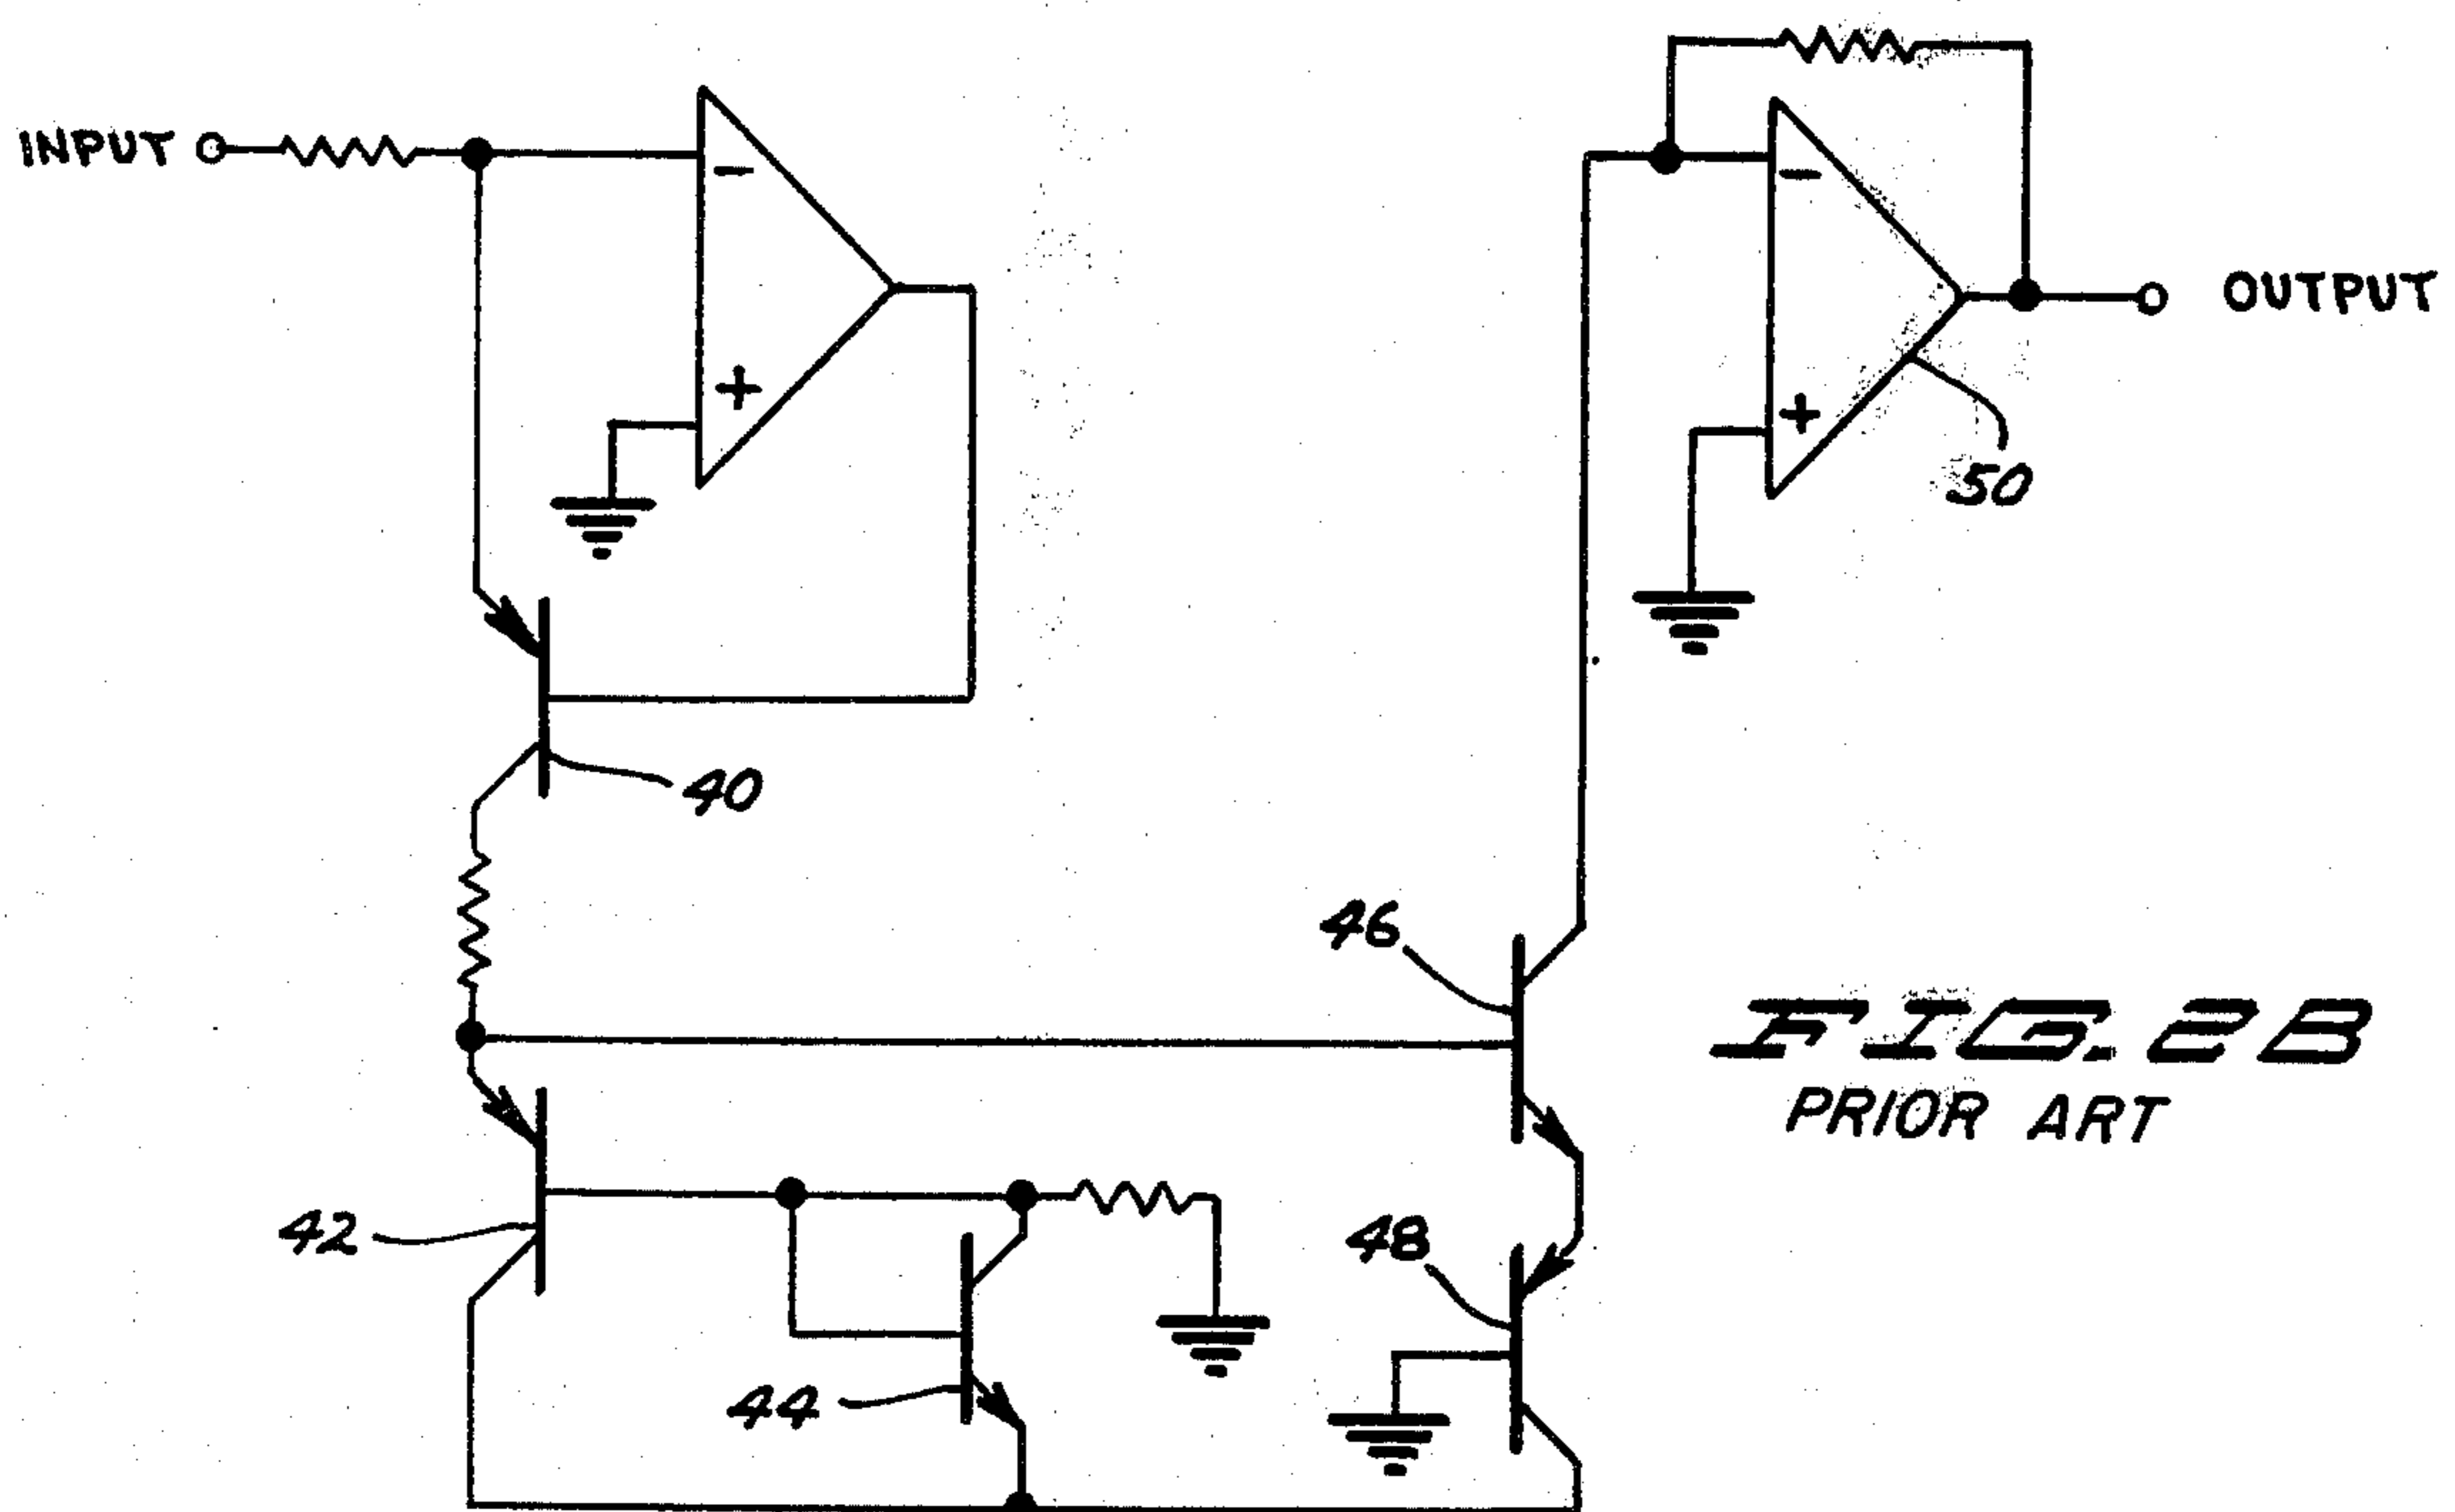 INPUT
-
+
-
+
OUTPUT
50
40
46
FIG. 2B
PRIOR ART
42
48
44